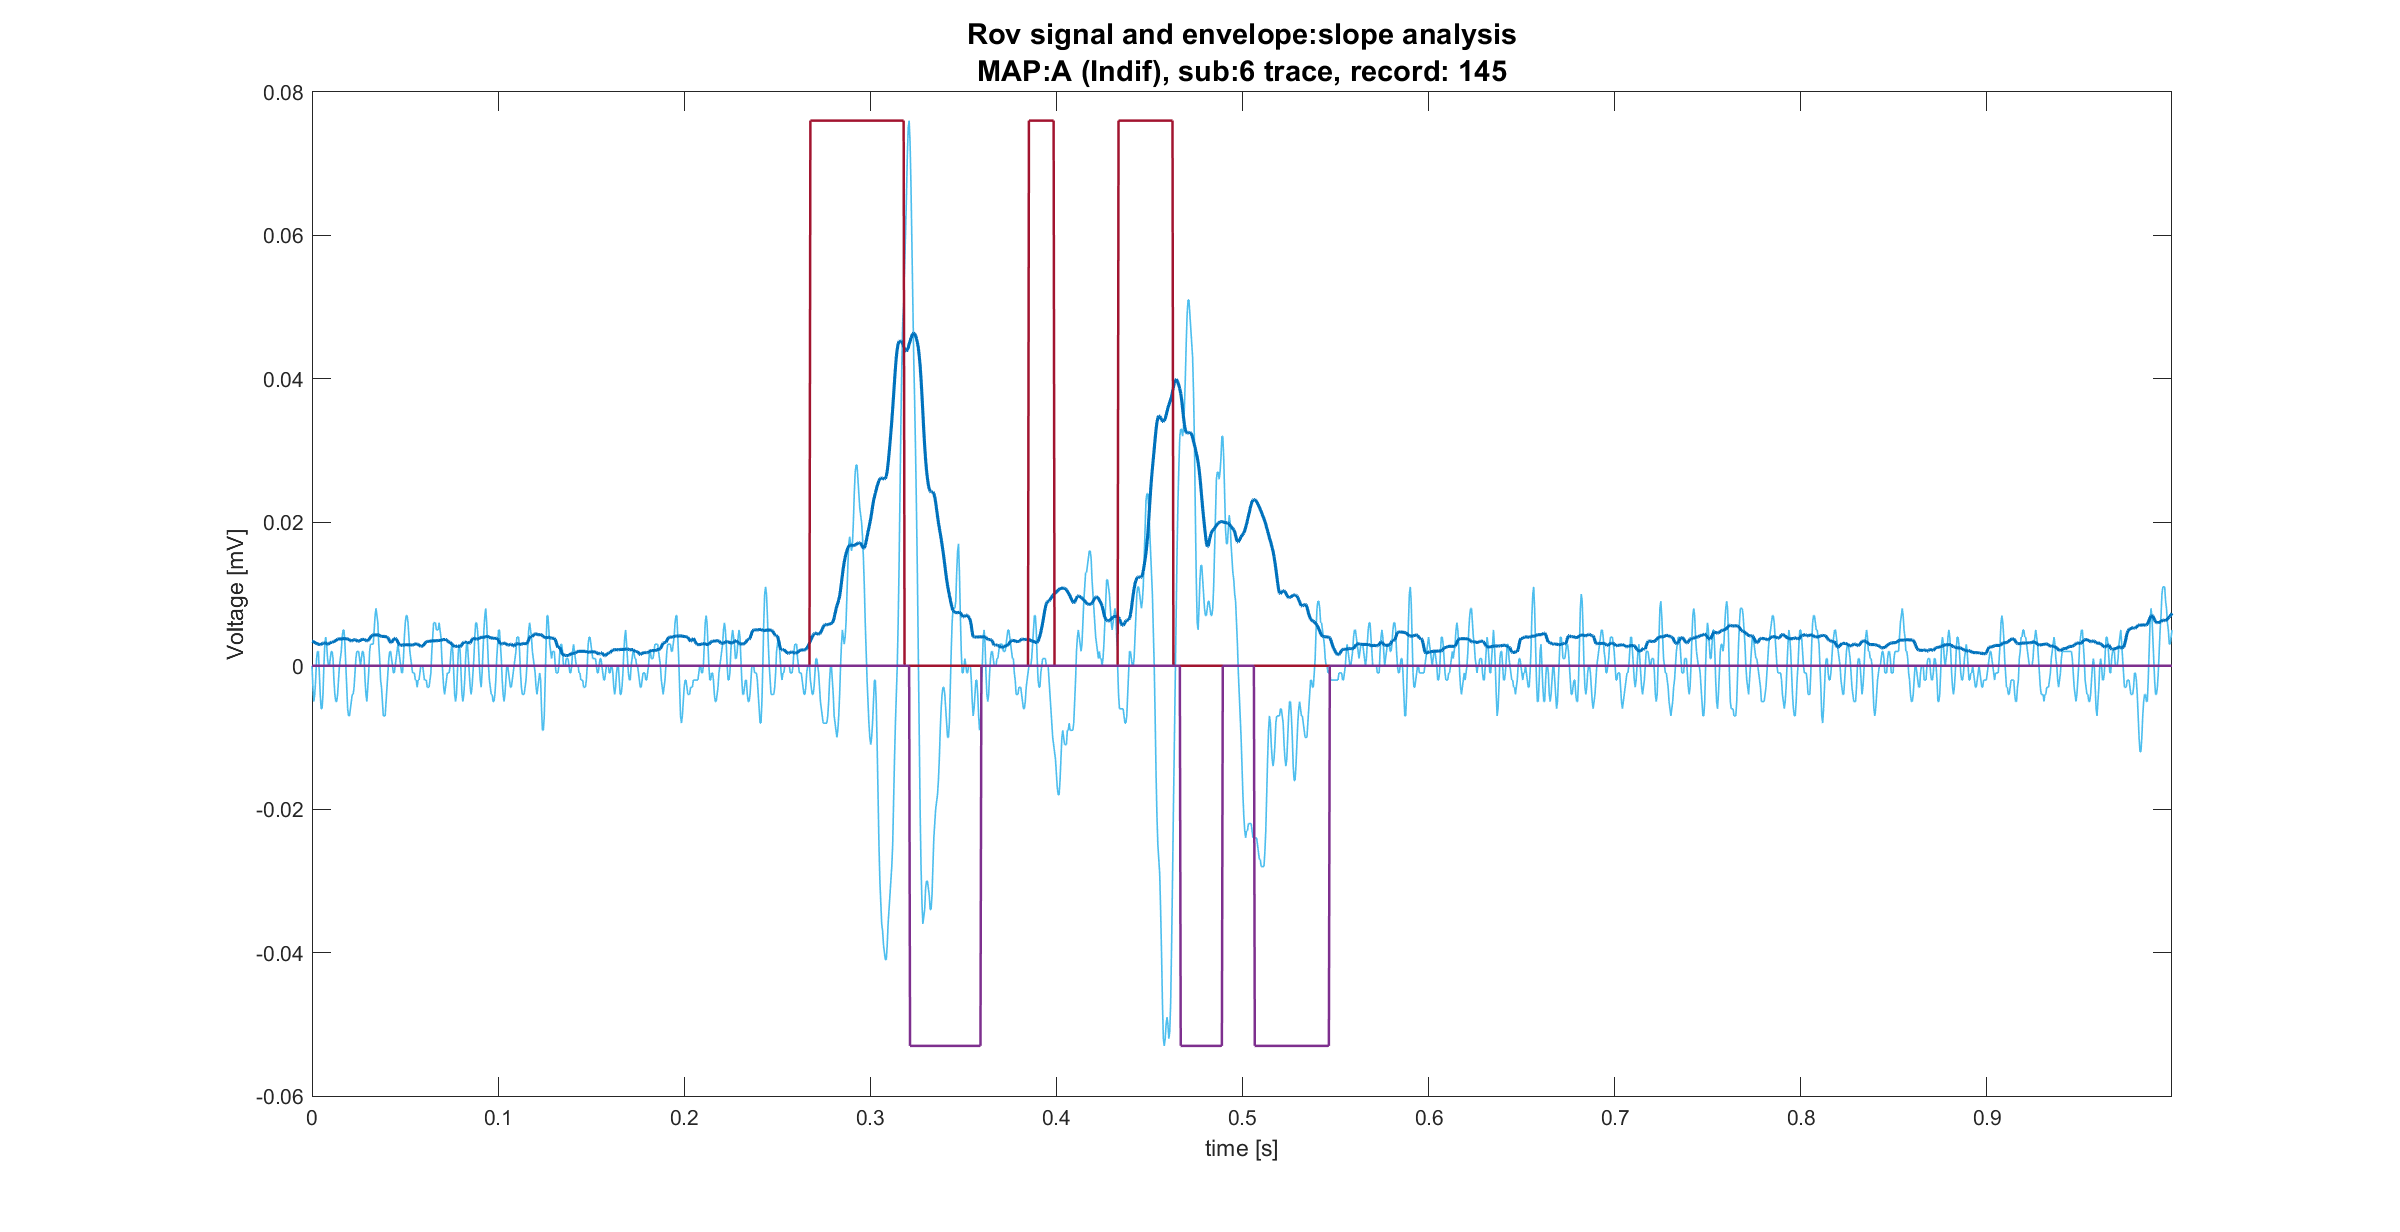 Rov signal and envelope:slope analysis
MAP:A (Indif), sub:6 trace, record: 145
0.08
0.06
0.04
0.02
0
-0.02
-0.04
-0.06
Voltage [mV]
0 0.1 0.2 0.3 0.4 0.5 0.6 0.7 0.8 0.9
time [s]